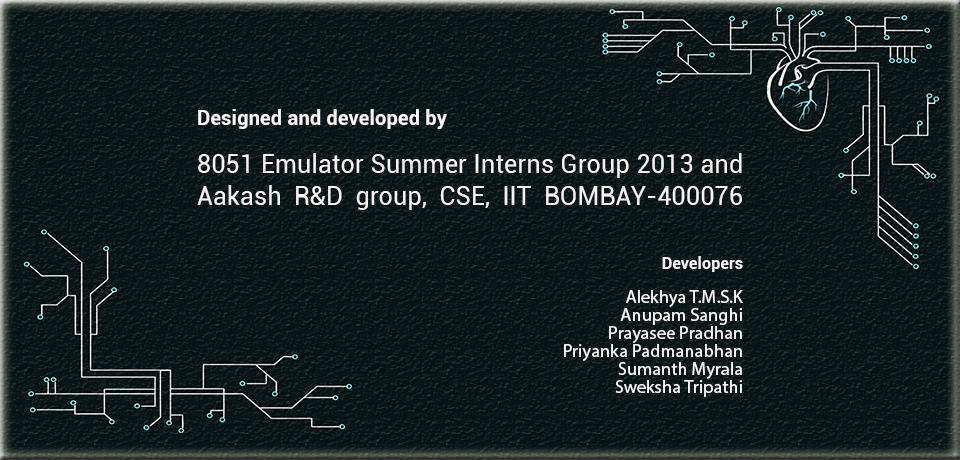 Designed and developed by
8051 Emulator Summer Interns Group 2013 and
Aakash R&D group, CSE, IIT BOMBAY-400076
Developers
Alekhya T.M.S.K
Anupam Sanghi
Prayasee Pradhan
Priyanka Padmanabhan
Sumanth Myrala
Sweksha Tripathi